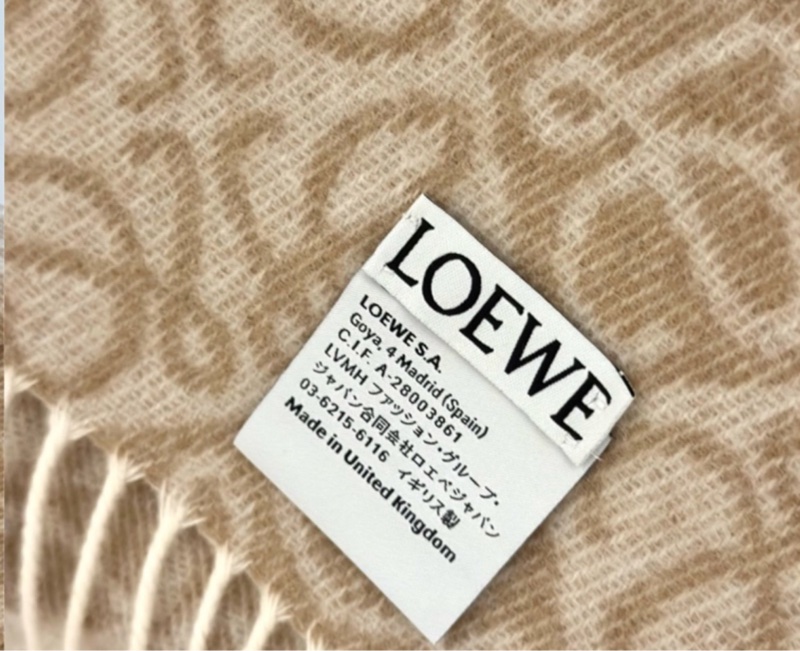 LOEWE
LOEWE S.A.
Goya, 4 Madrid (Spain)
C.I.F. A-28003861
LVMH ファッション・グループ・
ジャパン合同会社ロエベジャパン
03-6215-6116 イギリス製
Made in United Kingdom